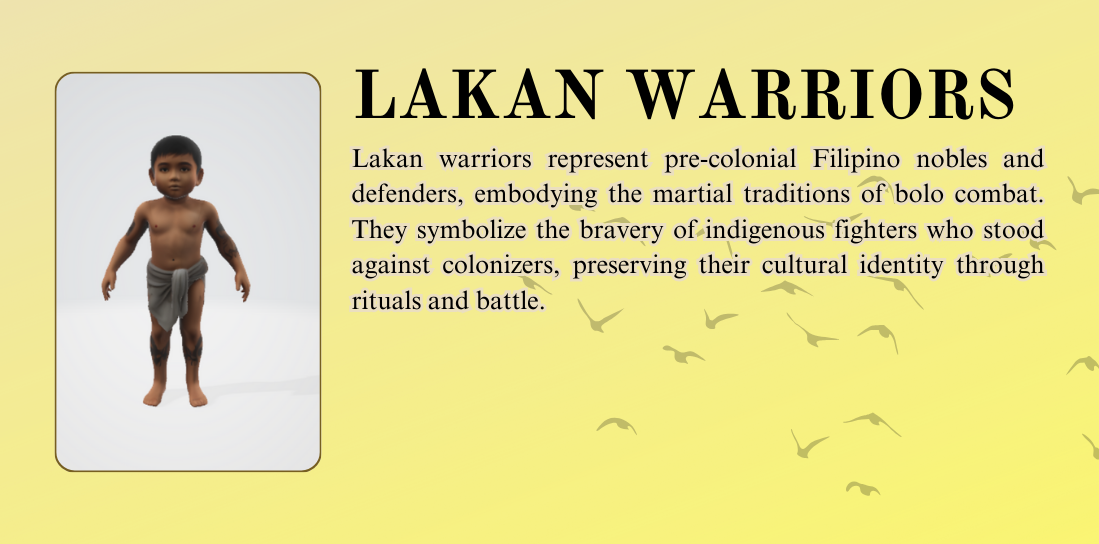 LAKAN WARRIORS
Lakan warriors represent pre-colonial Filipino nobles and
defenders, embodying the martial traditions of bolo combat.
They symbolize the bravery of indigenous fighters who stood
against colonizers, preserving their cultural identity through
rituals and battle.